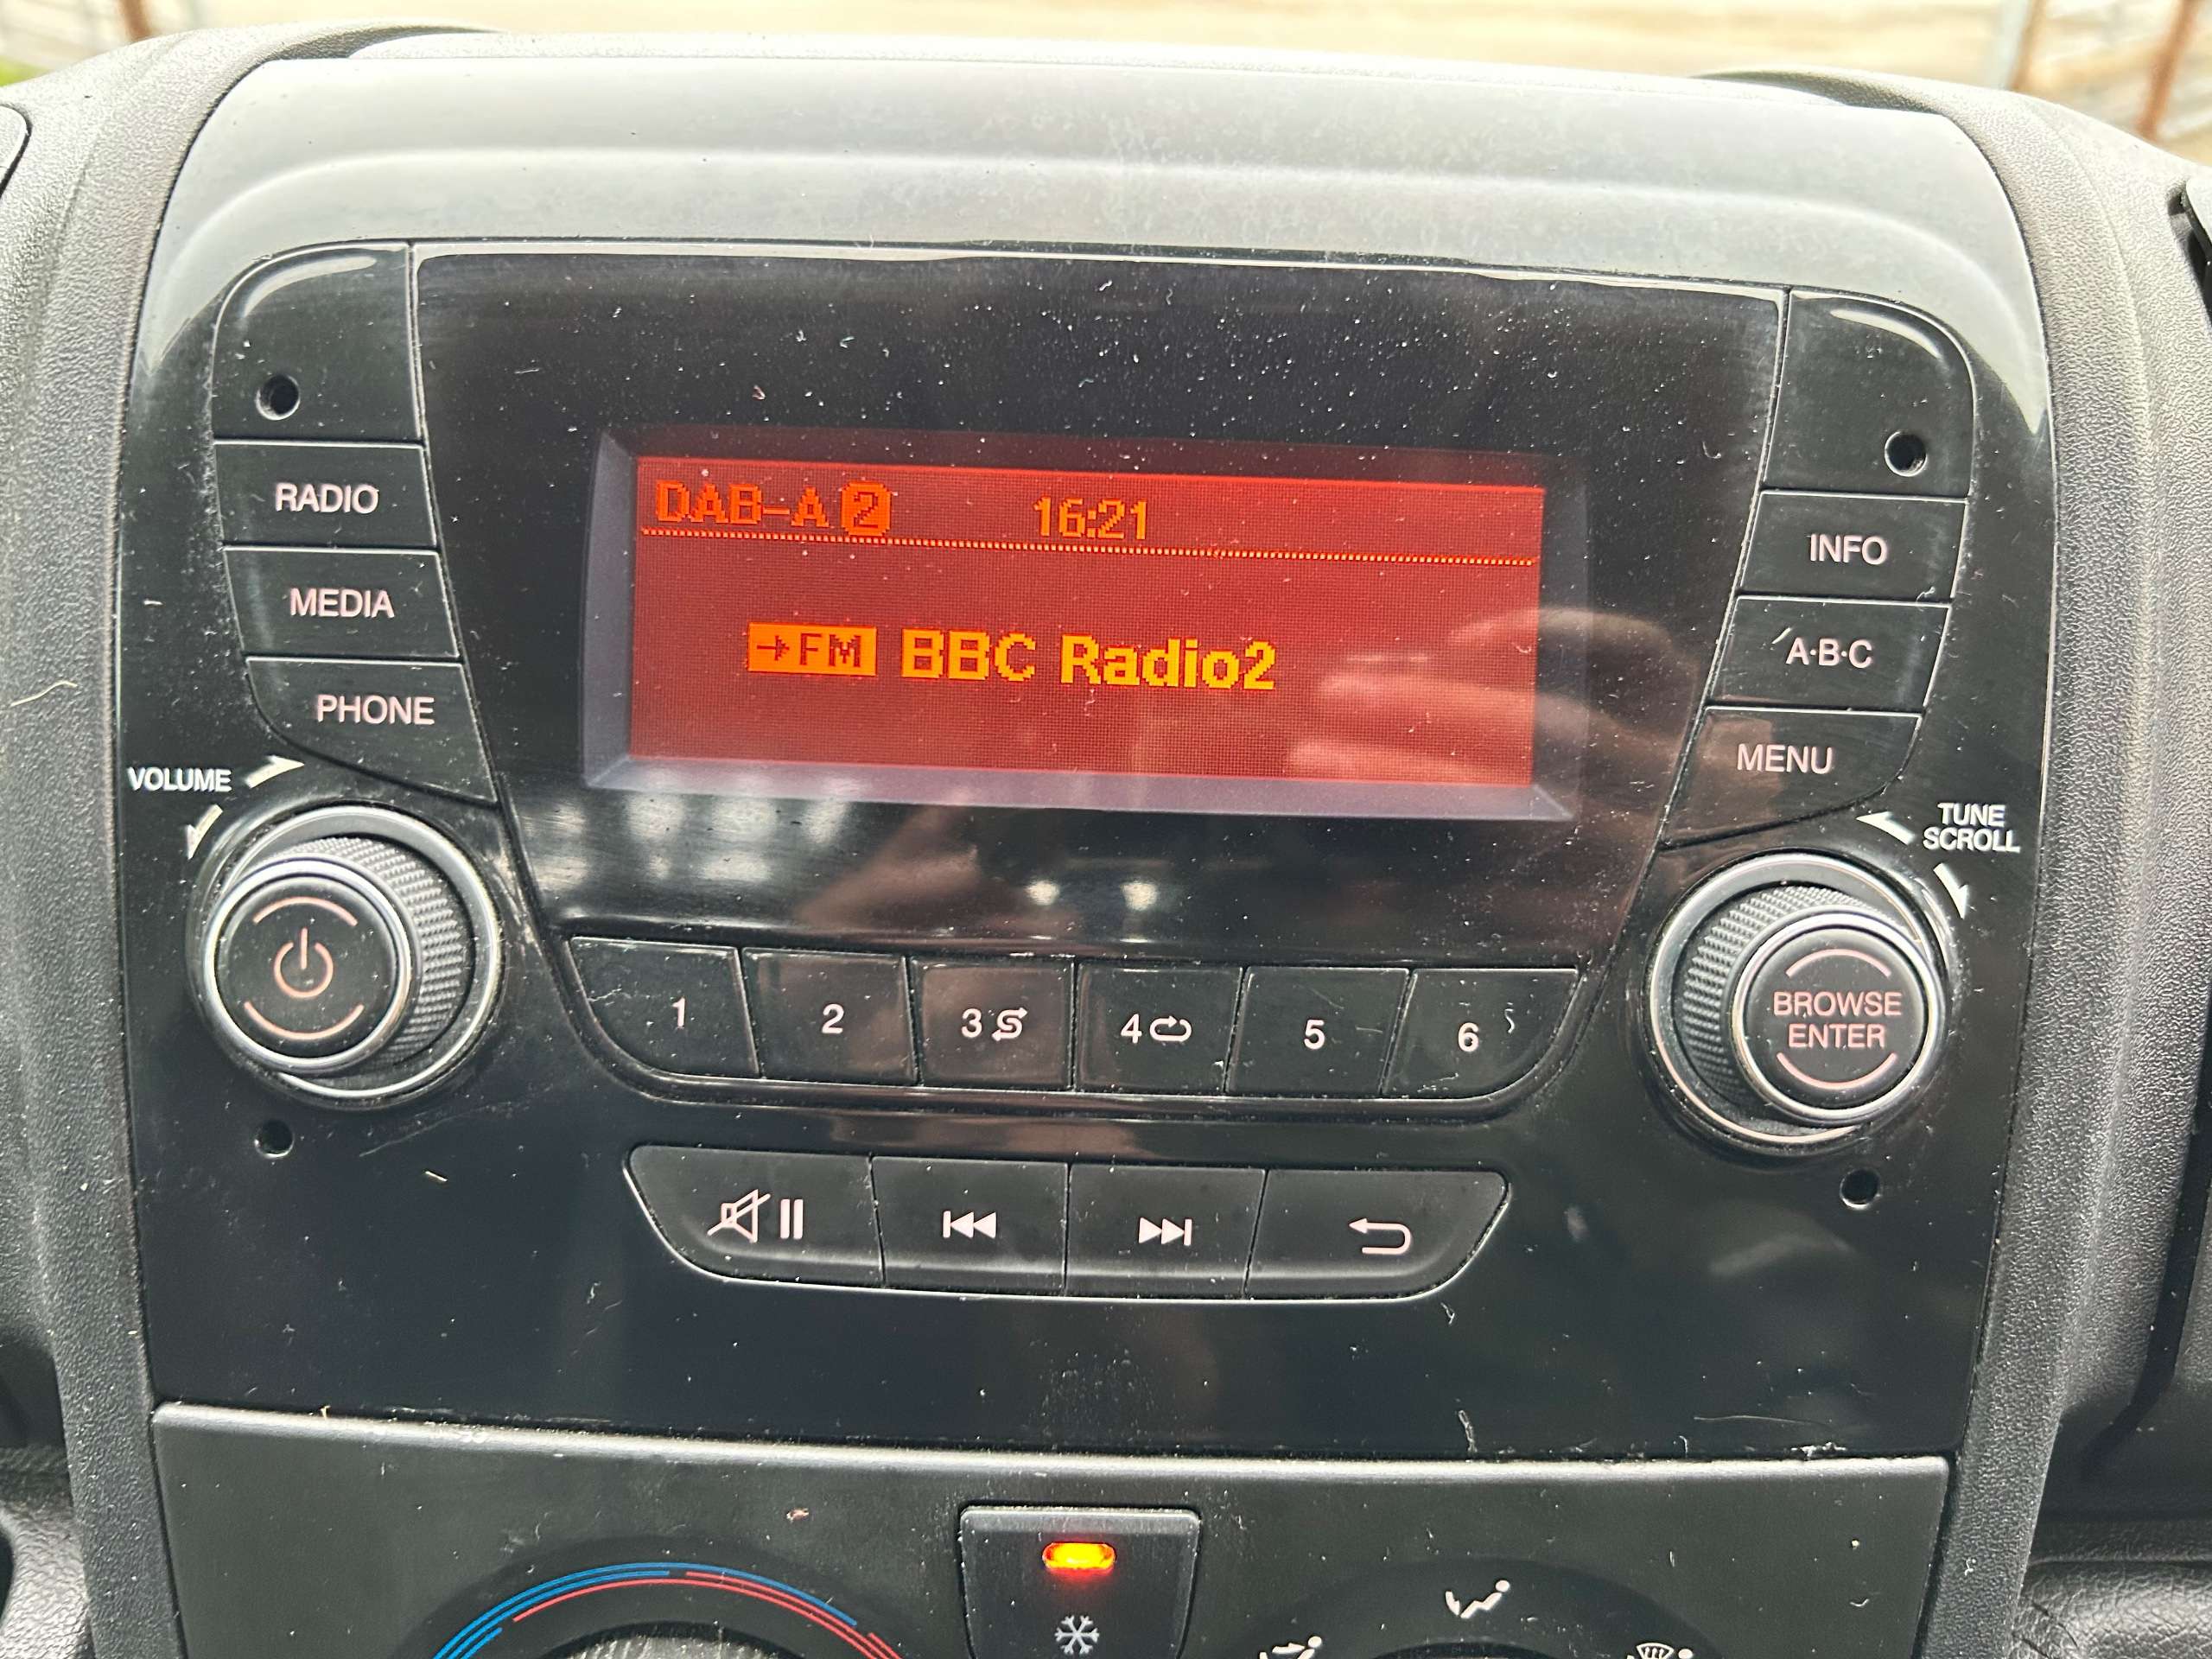 DAB-A 2 16:21
→FM BBC Radio2
RADIO
MEDIA
PHONE
VOLUME
INFO
A·B·C
MENU
TUNE
SCROLL
BROWSE
ENTER
1 2 3 4 5 6